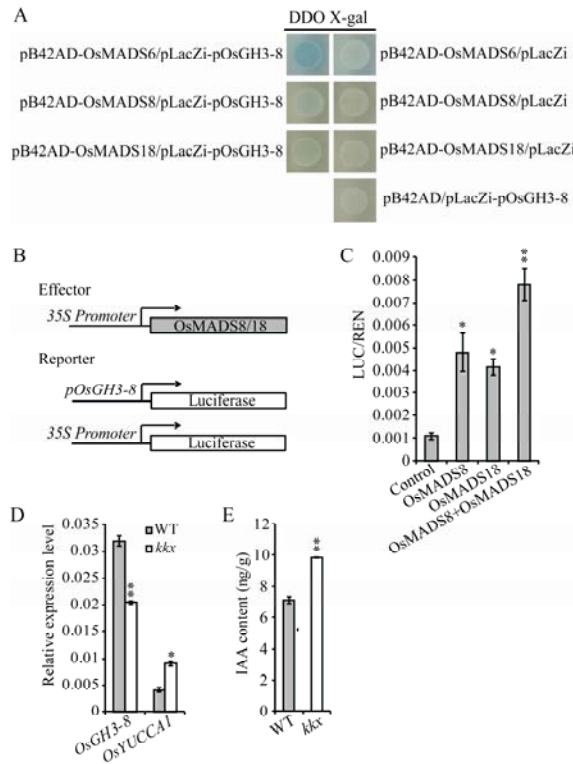 A
DDO X-gal
pB42AD-OsMADS6/pLacZi-pOsGH3-8
pB42AD-OsMADS6/pLacZi
pB42AD-OsMADS8/pLacZi-pOsGH3-8
pB42AD-OsMADS8/pLacZi
pB42AD-OsMADS18/pLacZi-pOsGH3-8
pB42AD-OsMADS18/pLacZi
pB42AD/pLacZi-pOsGH3-8
B
Effector
35S Promoter
OsMADS8/18
Reporter
pOsGH3-8
Luciferase
35S Promoter
Luciferase
C
LUC/REN
0.009
0.008
0.007
0.006
0.005
0.004
0.003
0.002
0.001
0
*
*
**
Control
OsMADS8
OsMADS18
OsMADS8+OsMADS18
D
Relative expression level
0.035
0.03
0.025
0.02
0.015
0.01
0.005
0
WT
kkx
**
*
OsGH3-8
OsYUCCA1
E
IAA content (ng/g)
12
10
8
6
4
2
0
**
WT
kkx